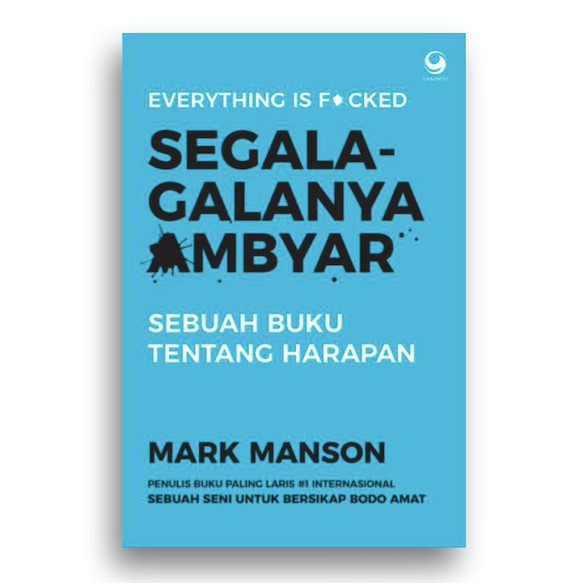 EVERYTHING IS F*CKED
SEGALA-
GALANYA
AMBYAR
SEBUAH BUKU
TENTANG HARAPAN
MARK MANSON
PENULIS BUKU PALING LARIS #1 INTERNASIONAL
SEBUAH SENI UNTUK BERSIKAP BODO AMAT